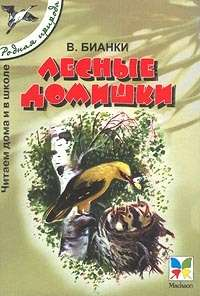 Родная природа
Читаем дома и в школе
В. БИАНКИ
ЛЕСНЫЕ
ДОМИШКИ
Махаон